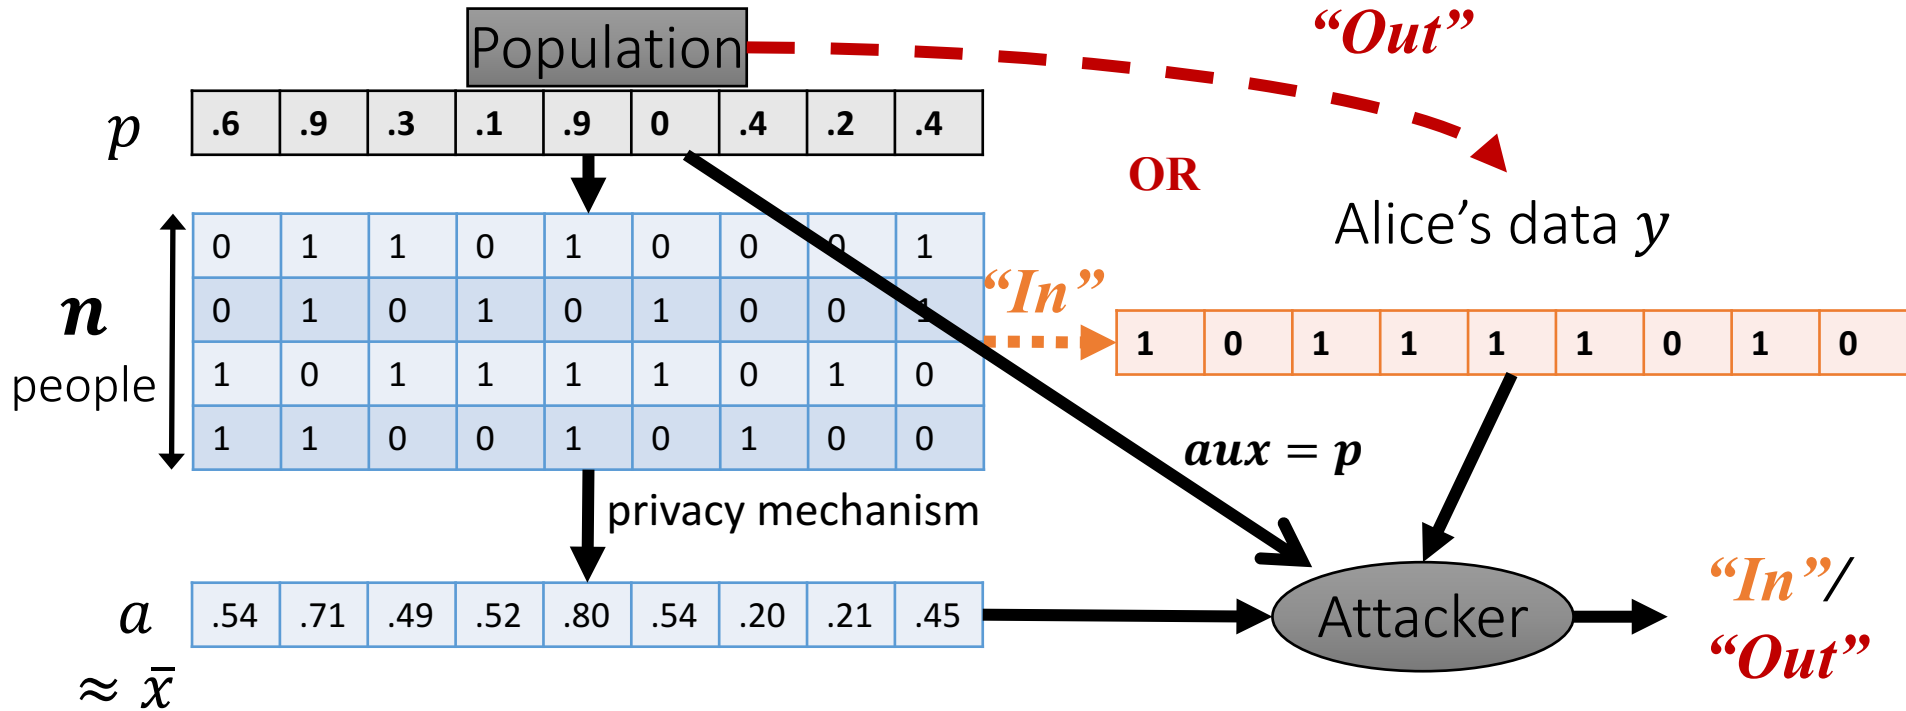 “Out”
Population
p .6 .9 .3 .1 .9 0 .4 .2 .4
OR
Alice’s data y
0 1 1 0 1 0 0 0 1
“In”
n
people
0 1 0 1 0 1 0 0 1
1 0 1 1 1 1 0 1 0
1 0 1 1 1 1 0 1 0
1 1 0 0 1 0 1 0 0
aux = p
privacy mechanism
a .54 .71 .49 .52 .80 .54 .20 .21 .45
≈ x̄
Attacker
“In”/
“Out”